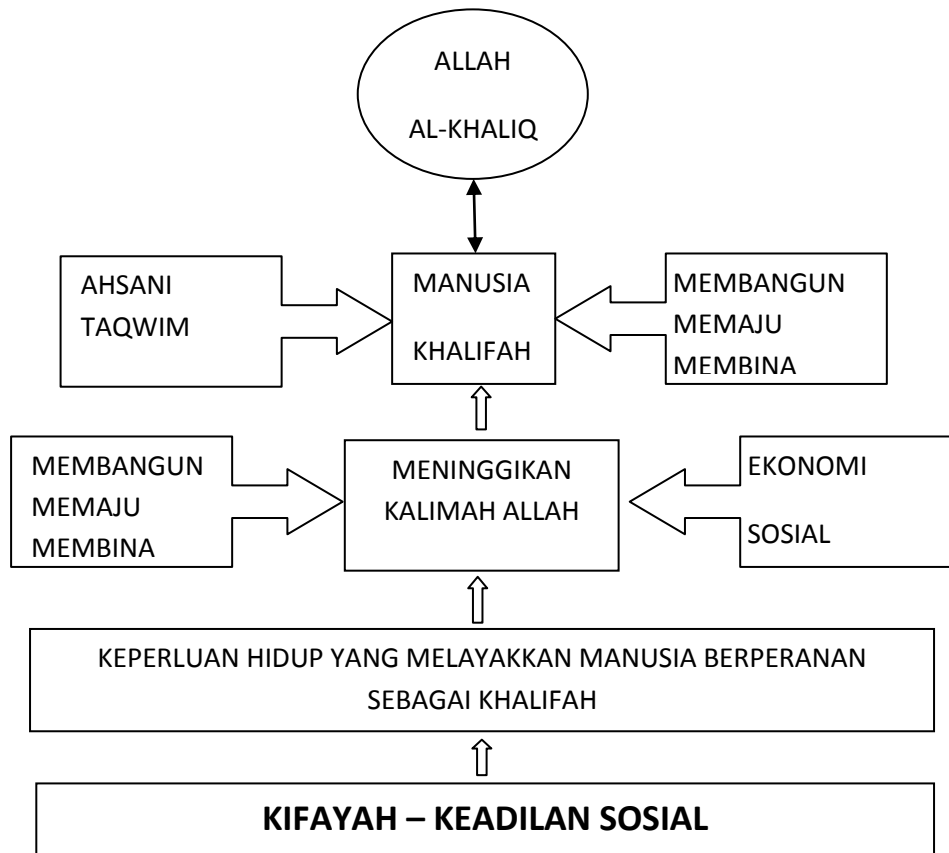 ALLAH
AL-KHALIQ
AHSANI
TAQWIM
MANUSIA
KHALIFAH
MEMBANGUN
MEMAJU
MEMBINA
MEMBANGUN
MEMAJU
MEMBINA
MENINGGIKAN
KALIMAH ALLAH
EKONOMI
SOSIAL
KEPERLUAN HIDUP YANG MELAYAKKAN MANUSIA BERPERANAN
SEBAGAI KHALIFAH
KIFAYAH – KEADILAN SOSIAL